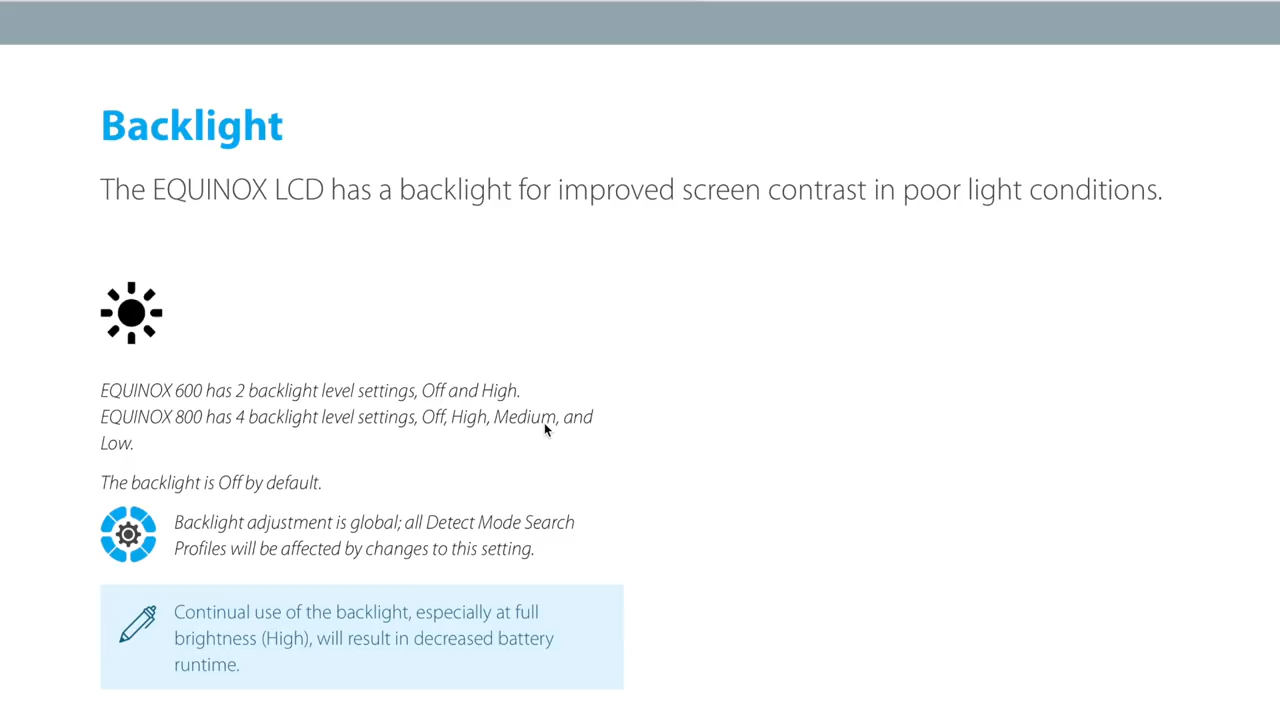 Backlight
The EQUINOX LCD has a backlight for improved screen contrast in poor light conditions.
EQUINOX 600 has 2 backlight level settings, Off and High.
EQUINOX 800 has 4 backlight level settings, Off, High, Medium, and
Low.
The backlight is Off by default.
Backlight adjustment is global; all Detect Mode Search
Profiles will be affected by changes to this setting.
Continual use of the backlight, especially at full
brightness (High), will result in decreased battery
runtime.